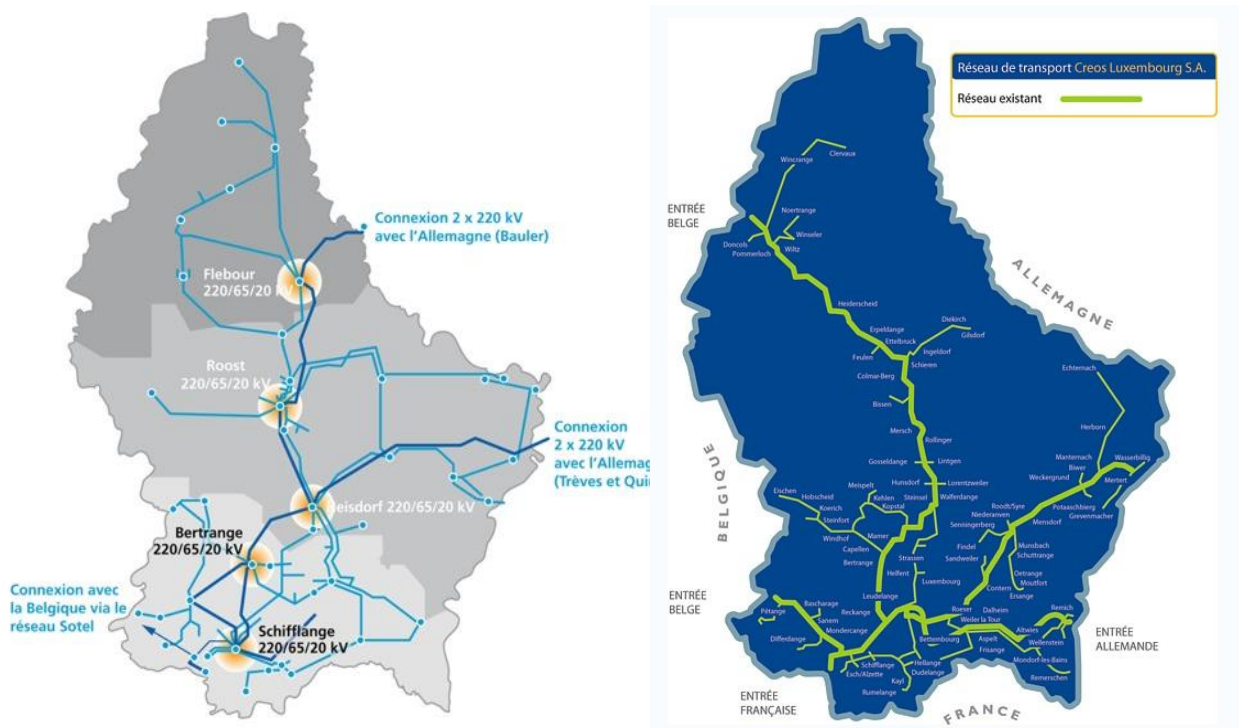 Connexion 2 x 220 kV
avec l'Allemagne (Bauler)
Flebour
220/65/20 kV
Roost
220/65/20 kV
Connexion
2 x 220 kV
avec l'Allemag
(Trèves et Qui
Heisdorf 220/65/20 kV
Bertrange
220/65/20 kV
Connexion avec
la Belgique via le
réseau Sotel
Schifflange
220/65/20 kV
Réseau de transport Creos Luxembourg S.A.
Réseau existant
Clervaux
Wincrange
ENTRÉE
BELGE
Noertrange
Winseler
Doncols
Wiltz
Pommerloch
ALLEMAGNE
Heiderscheid
Diekirch
Erpeldange
Gilsdorf
Ettelbruck
Ingeldorf
Feulen
Schieren
Colmar-Berg
Echternach
Bissen
Mersch
Rollinger
Herborn
BELGIQUE
Gosseldange
Lintgen
Manternach
Wasserbillig
Biwer
Weckergrund
Mertert
Hunsdorf
Lorentzweiler
Meispelt
Eischen
Hobscheid
Kehlen
Steinsel
Walferdange
Koerich
Kopstal
Roodt/Syre
Potaaschbierg
Niederanven
Grevenmacher
Steinfort
Senningerberg
Mensdorf
Windhof
Mamer
Capellen
Findel
Munsbach
Strassen
Sandweiler
Schuttrange
Bertrange
Helfent
Oetrange
Luxembourg
Moutfort
Contern
Ersange
ENTRÉE
BELGE
Leudelange
Bascharage
Pétange
Reckange
Roeser
Dalheim
Remich
Sanem
Weiler la Tour
Mondercange
Altwies
ENTRÉE
ALLEMANDE
Differdange
Bettembourg
Aspelt
Wellenstein
Frisange
Schifflange
Hellange
Mondorf-les-Bains
Esch/Alzette
Dudelange
Kayl
Remerschen
Rumelange
ENTRÉE
FRANÇAISE
FRANCE